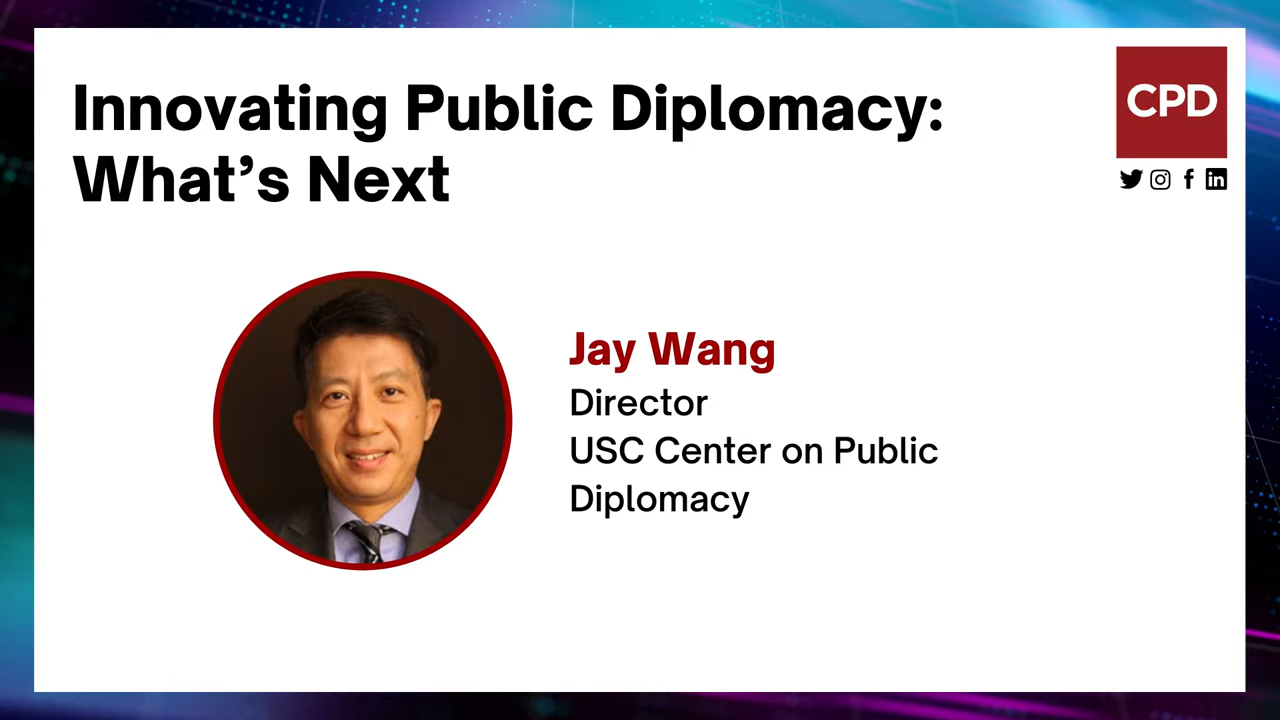 Innovating Public Diplomacy:
What’s Next
CPD
Jay Wang
Director
USC Center on Public
Diplomacy